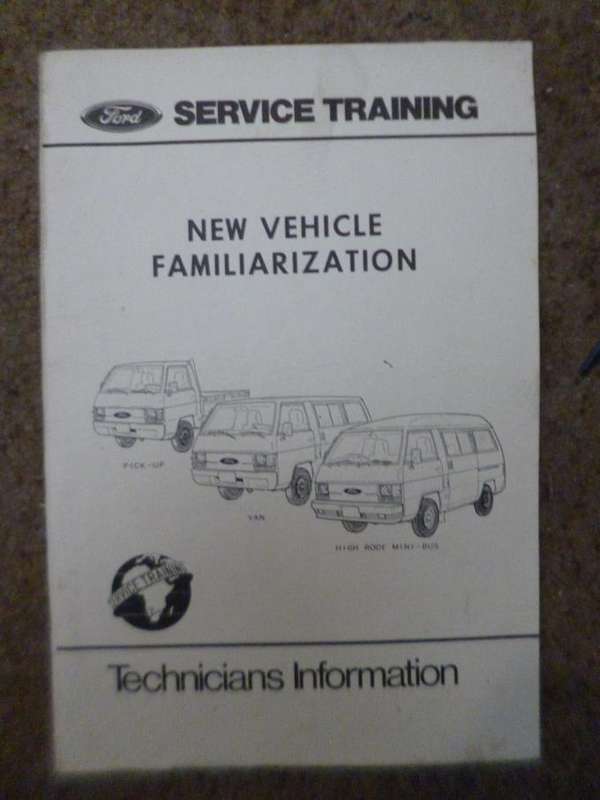 Ford SERVICE TRAINING
NEW VEHICLE
FAMILIARIZATION
PICK-UP
VAN
HIGH ROOF MINI-BUS
SERVICE TRAINING
Technicians Information